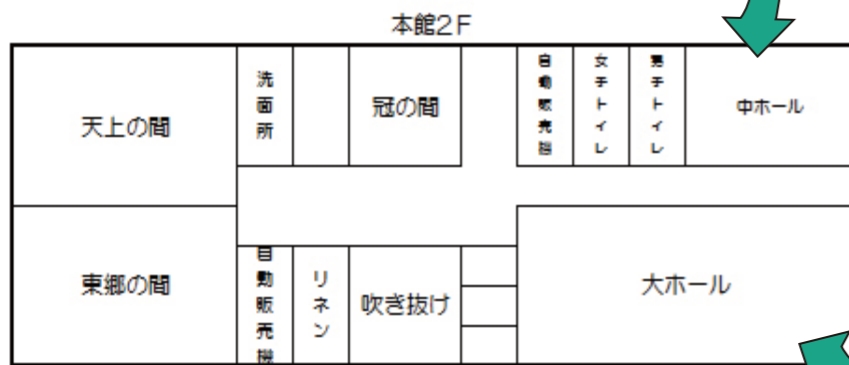 本館2F
天上の間
洗面所
冠の間
自動販売機
女子トイレ
男子トイレ
中ホール
東郷の間
自動販売機
リネン
吹き抜け
大ホール